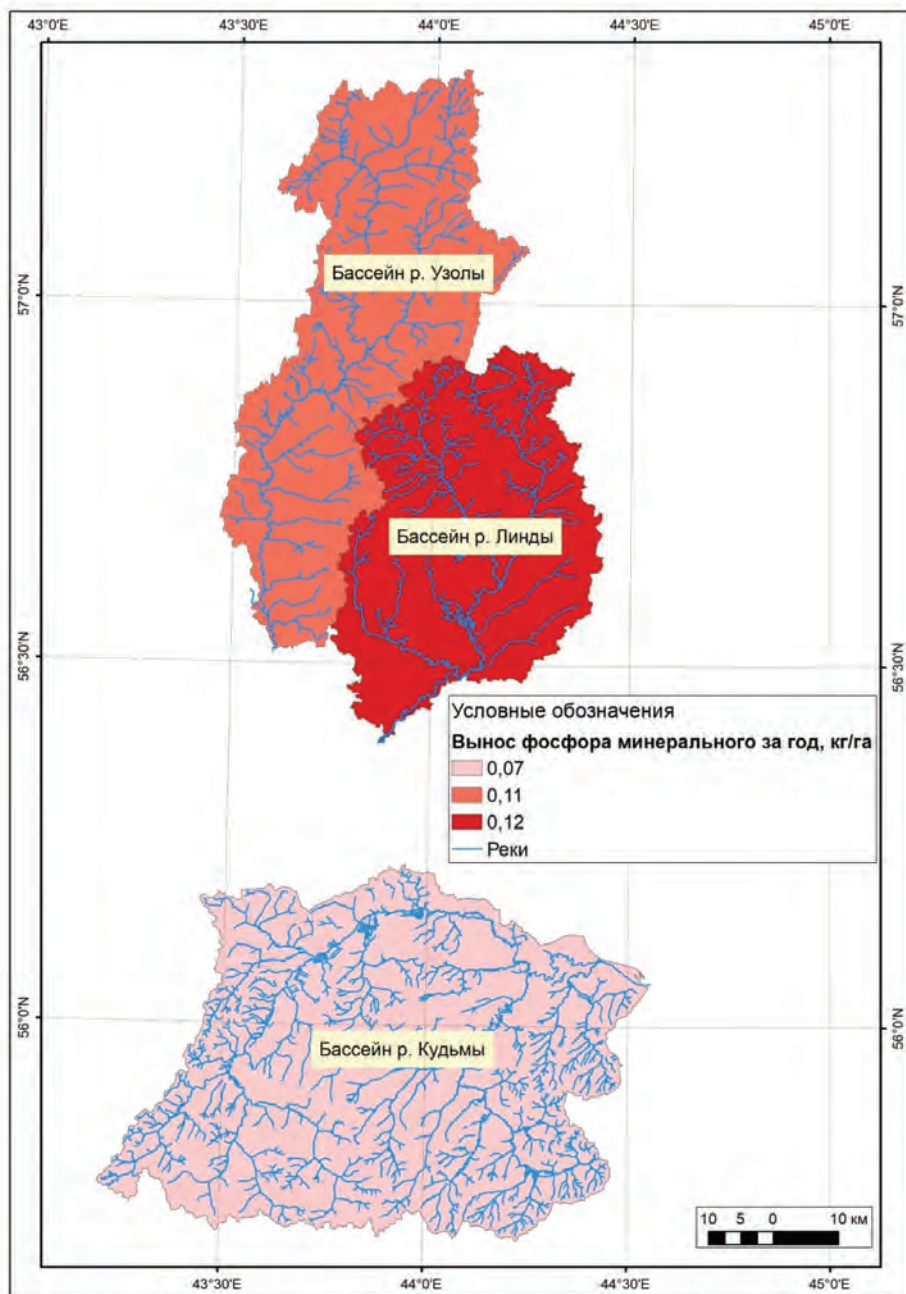 43°0'E 43°30'E 44°0'E 44°30'E 45°0'E
57°0'N 57°0'N
Бассейн р. Узолы
Бассейн р. Линды
56°30'N 56°30'N
Условные обозначения
Вынос фосфора минерального за год, кг/га
0,07
0,11
0,12
Реки
56°0'N 56°0'N
Бассейн р. Кудьмы
10 5 0 10 км
43°30'E 44°0'E 44°30'E 45°0'E